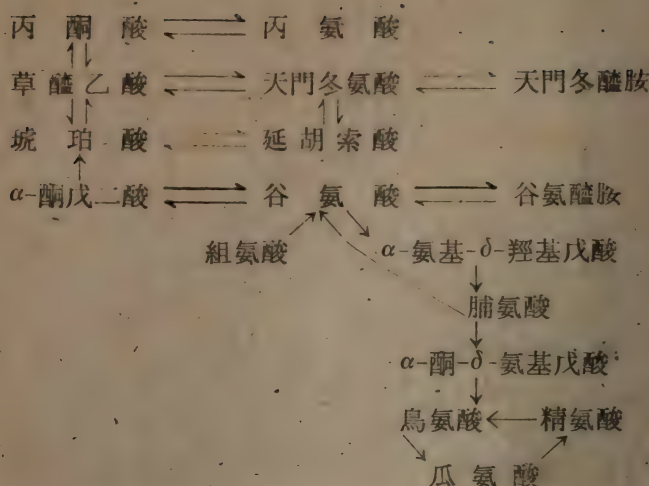 丙酮酸 ⇌ 丙氨酸
草醯乙酸 ⇌ 天門冬氨酸 ⇌ 天門冬醯胺
琥珀酸 ⇌ 延胡索酸
α-酮戊二酸 ⇌ 谷氨酸 ⇌ 谷氨醯胺
組氨酸 α-氨基-δ-羥基戊酸
脯氨酸
α-酮-δ-氨基戊酸
鳥氨酸 ← 精氨酸
瓜氨酸